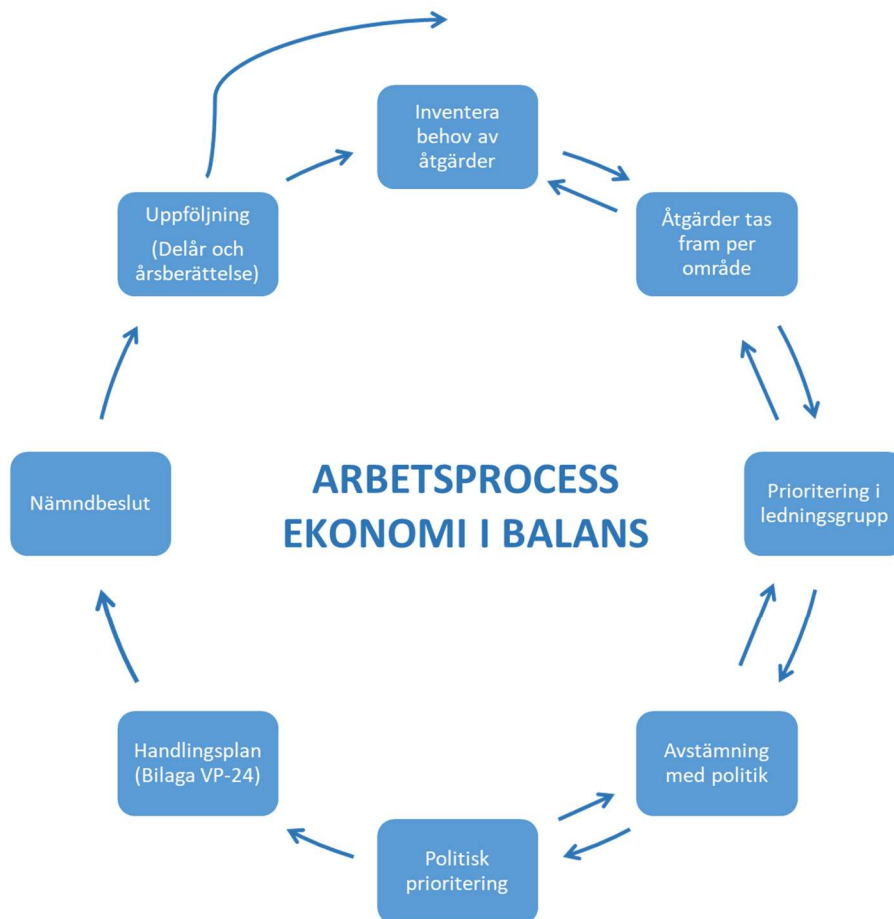 Inventera
behov av
åtgärder
Åtgärder tas
fram per
område
Prioritering i
ledningsgrupp
Avstämning
med politik
Politisk
prioritering
Handlingsplan
(Bilaga VP-24)
Nämndbeslut
Uppföljning
(Delår och
årsberättelse)
ARBETSPROCESS
EKONOMI I BALANS